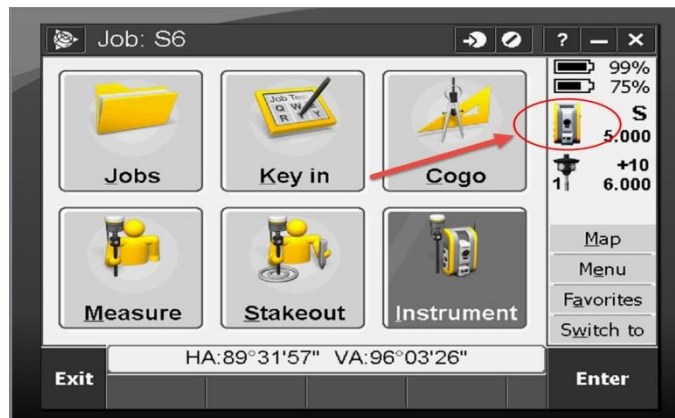 Job: S6
?
99%
75%
S
5.000
+10
1 6.000
Jobs
Key in
Cogo
Measure
Stakeout
Instrument
Map
Menu
Favorites
Switch to
HA:89°31'57" VA:96°03'26"
Exit
Enter